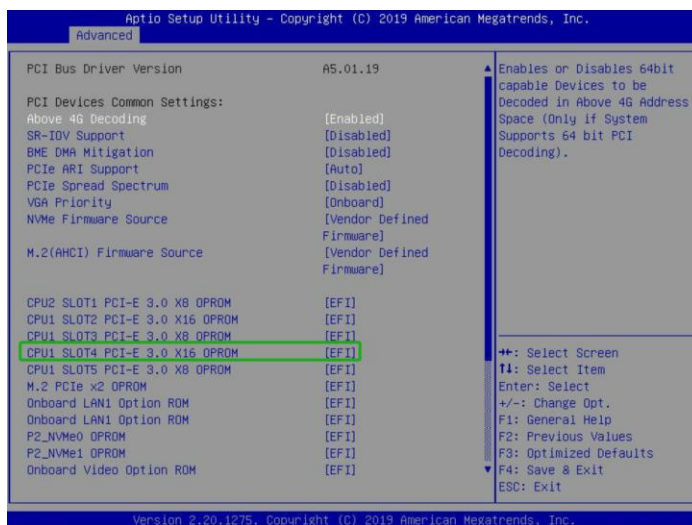 Aptio Setup Utility – Copyright (C) 2019 American Megatrends, Inc.
Advanced
PCI Bus Driver Version A5.01.19
PCI Devices Common Settings:
Above 4G Decoding [Enabled]
SR-IOV Support [Disabled]
BME DMA Mitigation [Disabled]
PCIe ARI Support [Auto]
PCIe Spread Spectrum [Disabled]
VGA Priority [Onboard]
NVMe Firmware Source [Vendor Defined
Firmware]
M.2(AHCI) Firmware Source [Vendor Defined
Firmware]
CPU2 SLOT1 PCI-E 3.0 X8 OPROM [EFI]
CPU1 SLOT2 PCI-E 3.0 X16 OPROM [EFI]
CPU1 SLOT3 PCI-E 3.0 X8 OPROM [EFI]
CPU1 SLOT4 PCI-E 3.0 X16 OPROM [EFI]
CPU1 SLOT5 PCI-E 3.0 X8 OPROM [EFI]
M.2 PCIe x2 OPROM [EFI]
Onboard LAN1 Option ROM [EFI]
Onboard LAN1 Option ROM [EFI]
P2_NVMe0 OPROM [EFI]
P2_NVMe1 OPROM [EFI]
Onboard Video Option ROM [EFI]
Enables or Disables 64bit
capable Devices to be
Decoded in Above 4G Address
Space (Only if System
Supports 64 bit PCI
Decoding).
→←: Select Screen
↑↓: Select Item
Enter: Select
+/-: Change Opt.
F1: General Help
F2: Previous Values
F3: Optimized Defaults
F4: Save & Exit
ESC: Exit
Version 2.20.1275. Copyright (C) 2019 American Megatrends, Inc.